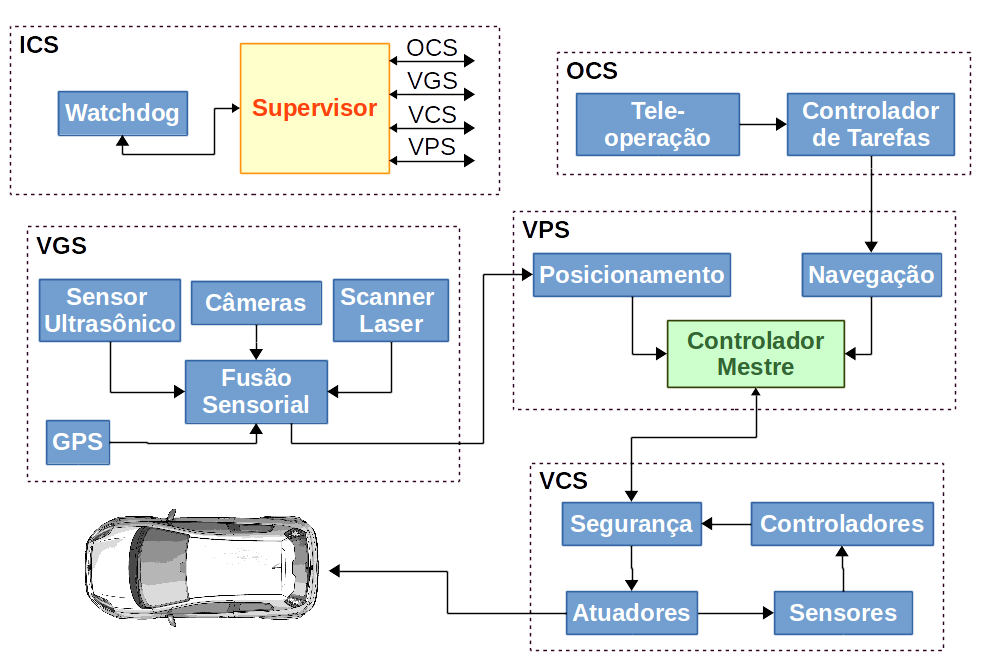 ICS
Watchdog
Supervisor
OCS
VGS
VCS
VPS
OCS
Tele-
operação
Controlador
de Tarefas
VGS
Sensor
Ultrasônico
Câmeras
Scanner
Laser
Fusão
Sensorial
GPS
VPS
Posicionamento
Navegação
Controlador
Mestre
VCS
Segurança
Controladores
Atuadores
Sensores